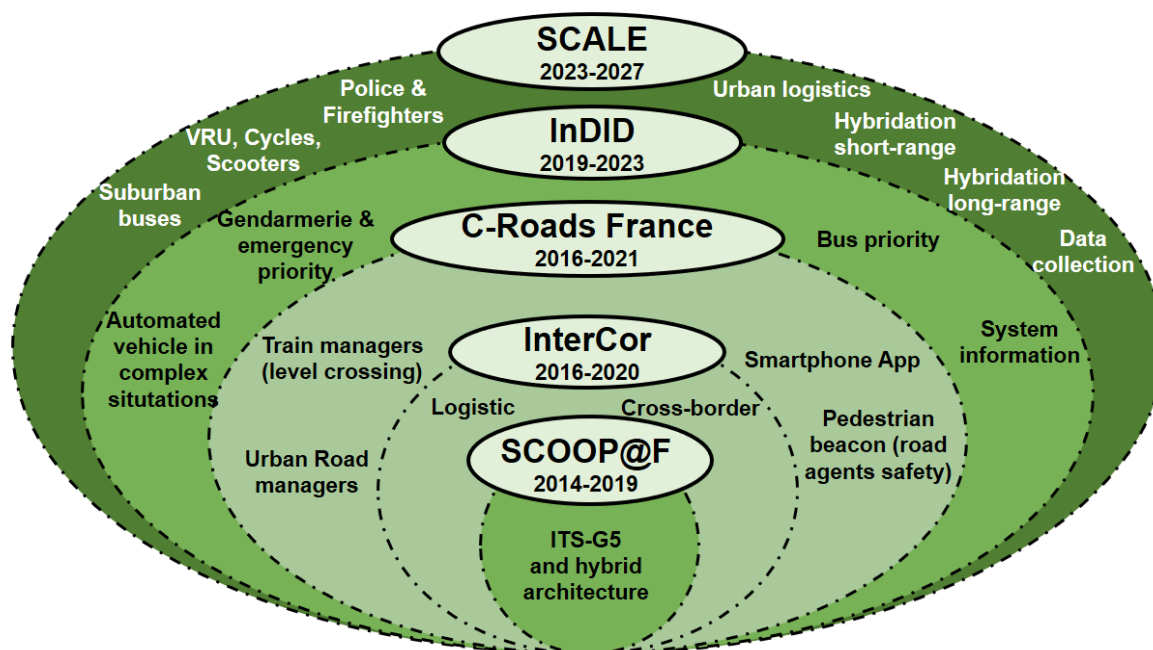 SCALE
2023-2027
Police &
Firefighters
Urban logistics
VRU, Cycles,
Scooters
Hybridation
short-range
Suburban
buses
Hybridation
long-range
Data
collection
InDID
2019-2023
Gendarmerie &
emergency
priority
Bus priority
Automated
vehicle in
complex
situtations
System
information
C-Roads France
2016-2021
Train managers
(level crossing)
Smartphone App
Urban Road
managers
Pedestrian
beacon (road
agents safety)
InterCor
2016-2020
Logistic
Cross-border
SCOOP@F
2014-2019
ITS-G5
and hybrid
architecture